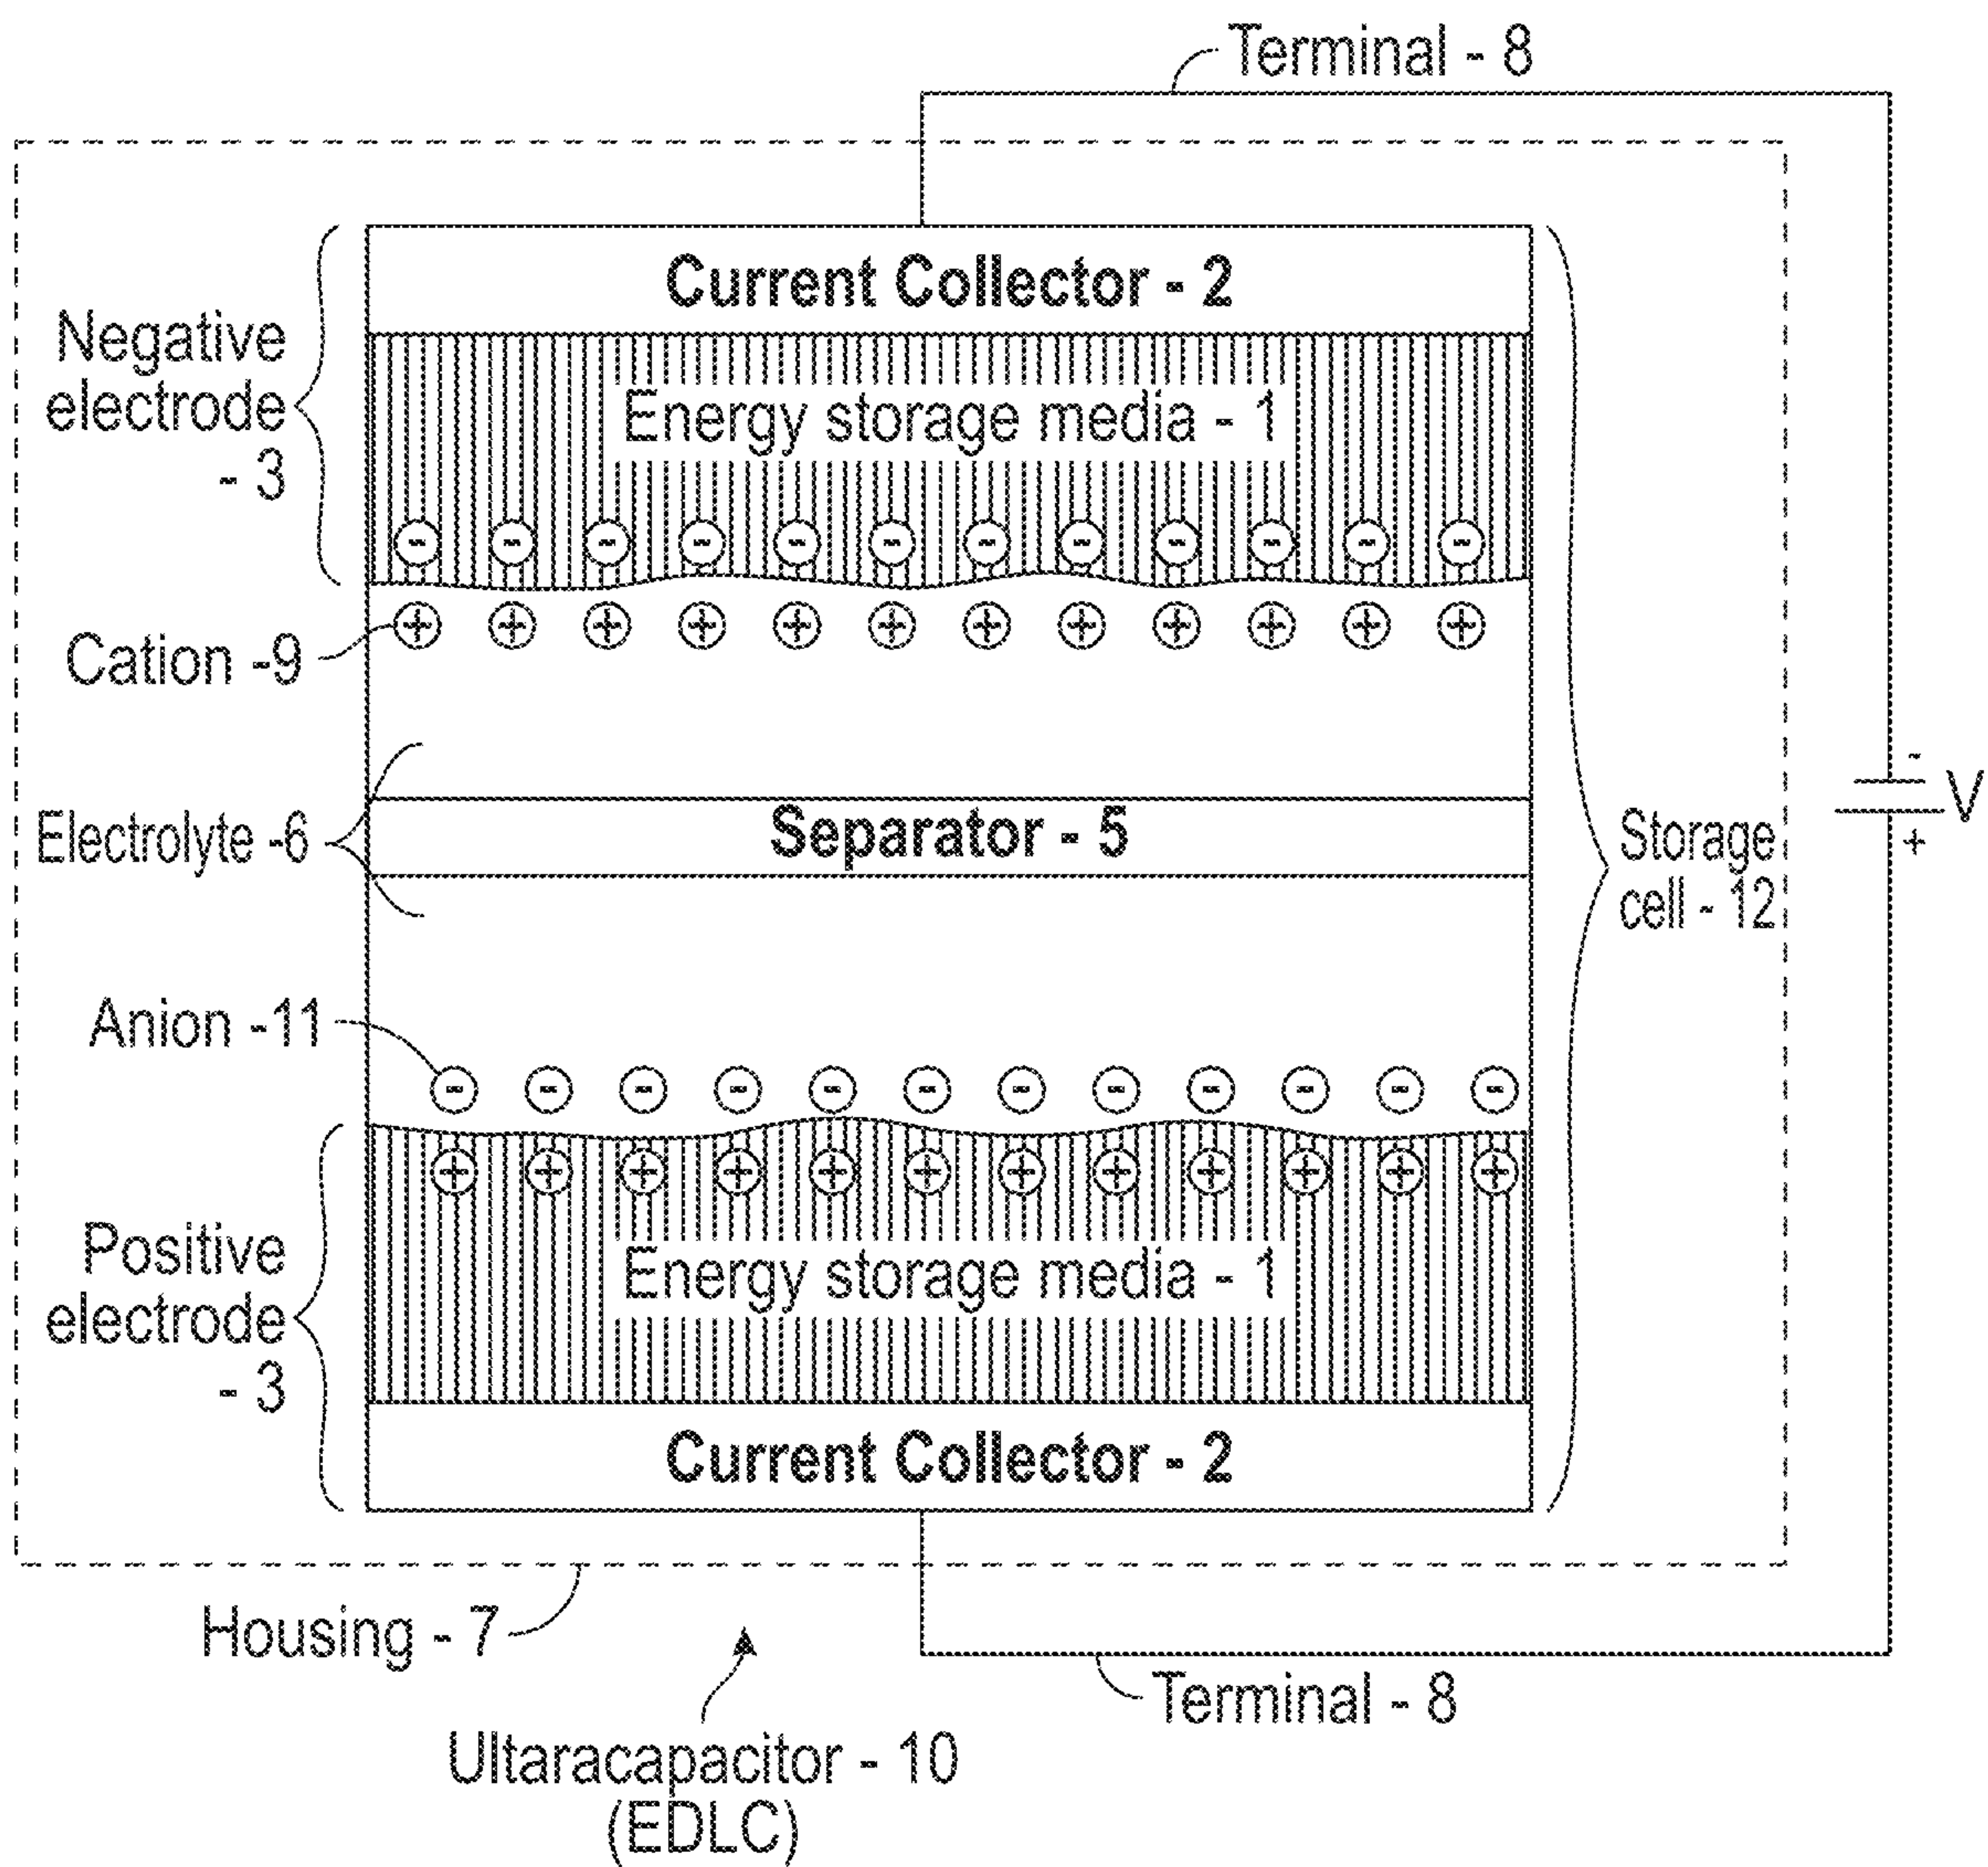 Terminal - 8
Current Collector - 2
Negative
electrode
- 3
Energy storage media - 1
Cation -9
Electrolyte -6
Separator - 5
-
V
+
Storage
cell - 12
Anion -11
Positive
electrode
- 3
Energy storage media - 1
Current Collector - 2
Housing - 7
Terminal - 8
Ultaracapacitor - 10
(EDLC)